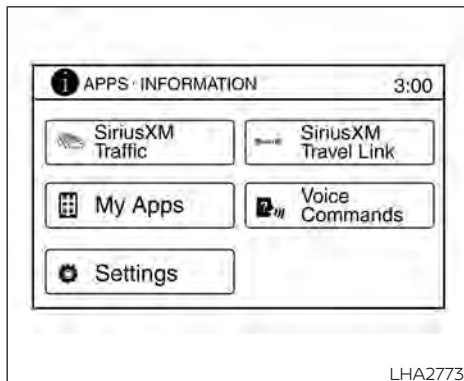 i APPS · INFORMATION 3:00
SiriusXM
Traffic
SiriusXM
Travel Link
My Apps
Voice
Commands
Settings
LHA2773